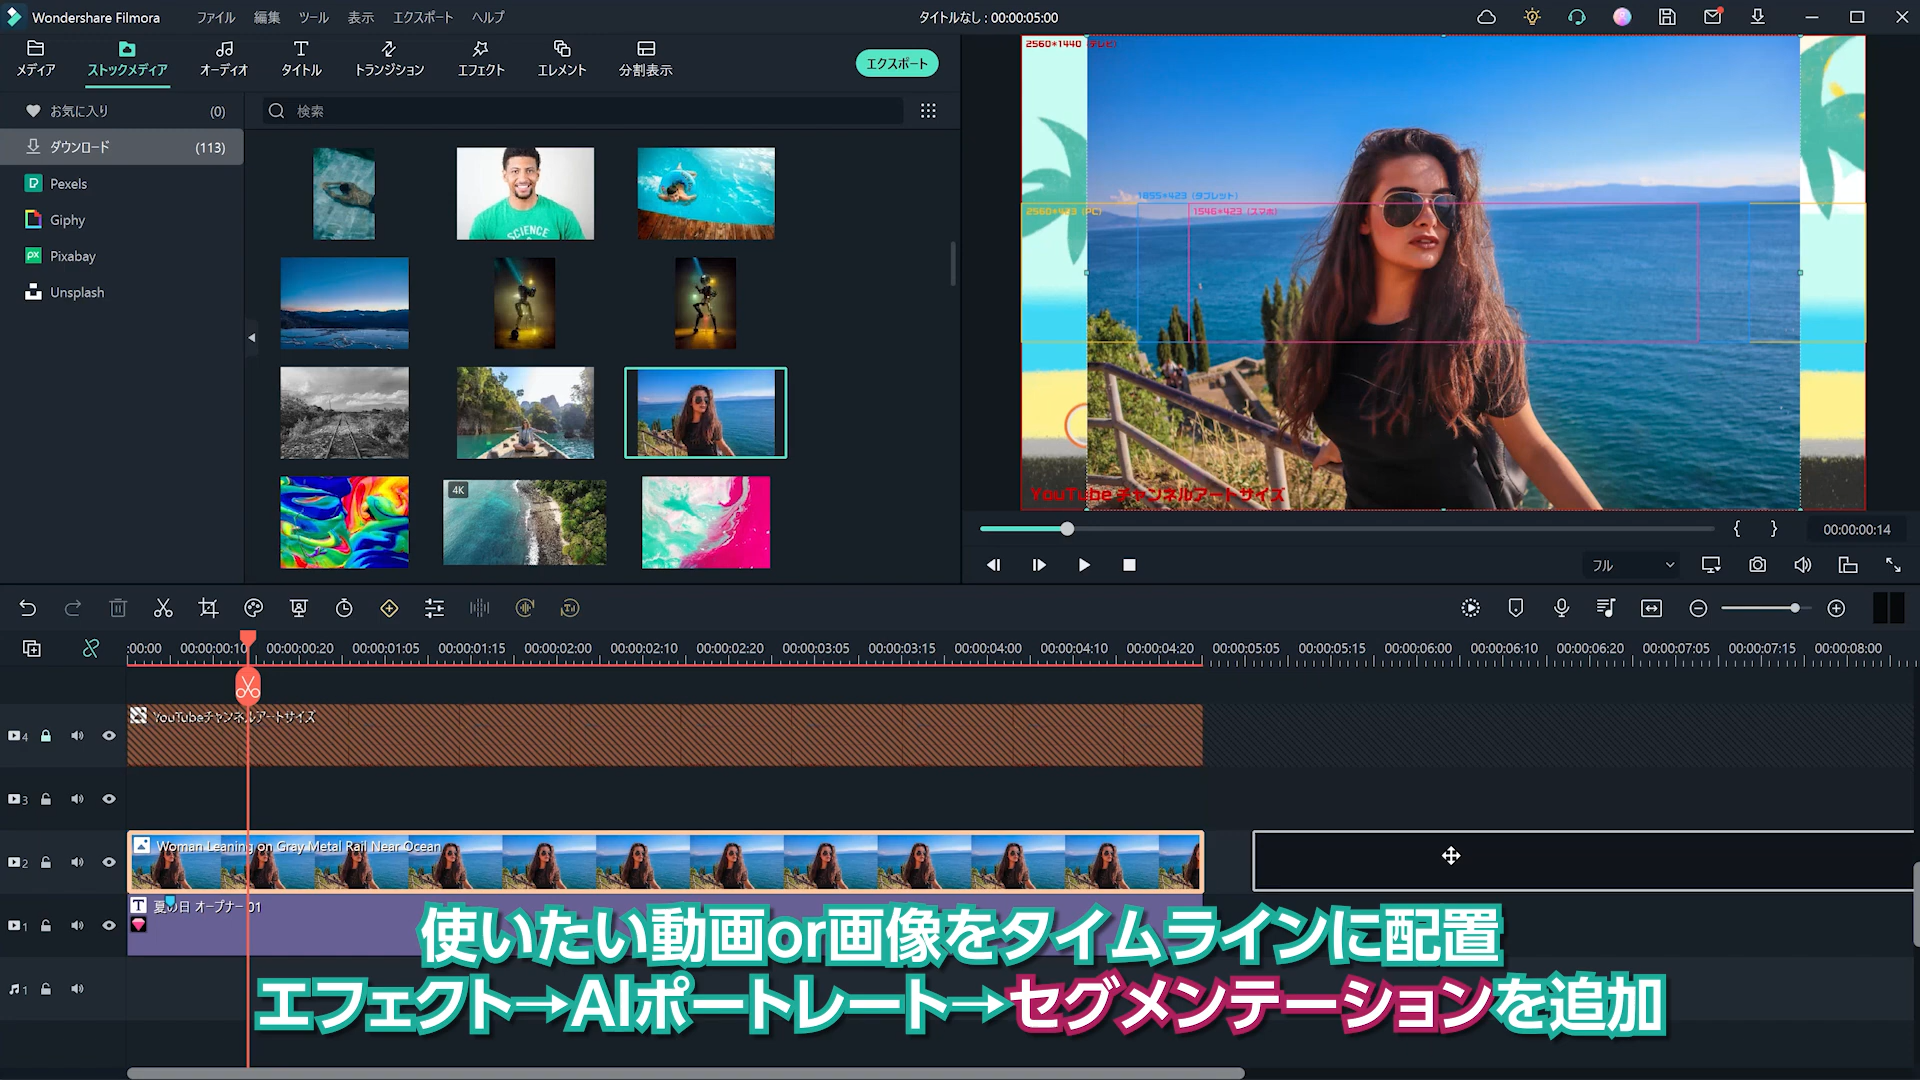 Wondershare Filmora
ファイル 編集 ツール 表示 エクスポート ヘルプ
タイトルなし : 00:00:05:00
メディア ストックメディア オーディオ タイトル トランジション エフェクト エレメント 分割表示
エクスポート
お気に入り (0)
ダウンロード (113)
Pexels
Giphy
Pixabay
Unsplash
検索
SCIENCE
4K
2560*1440 (テレビ)
1855*423 (タブレット)
2560*423 (PC)
1546*423 (スマホ)
YouTube チャンネルアートサイズ
{ } 00:00:00:14
フル
:00:00 00:00:00:10 00:00:00:20 00:00:01:05 00:00:01:15 00:00:02:00 00:00:02:10 00:00:02:20 00:00:03:05 00:00:03:15 00:00:04:00 00:00:04:10 00:00:04:20 00:00:05:05 00:00:05:15 00:00:06:00 00:00:06:10 00:00:06:20 00:00:07:05 00:00:07:15 00:00:08:00
YouTubeチャンネルアートサイズ
4
3
Woman Leaning on Gray Metal Rail Near Ocean
2
夏の日 オープナー 01
1
1
使いたい動画or画像をタイムラインに配置
エフェクト→AIポートレート→セグメンテーションを追加